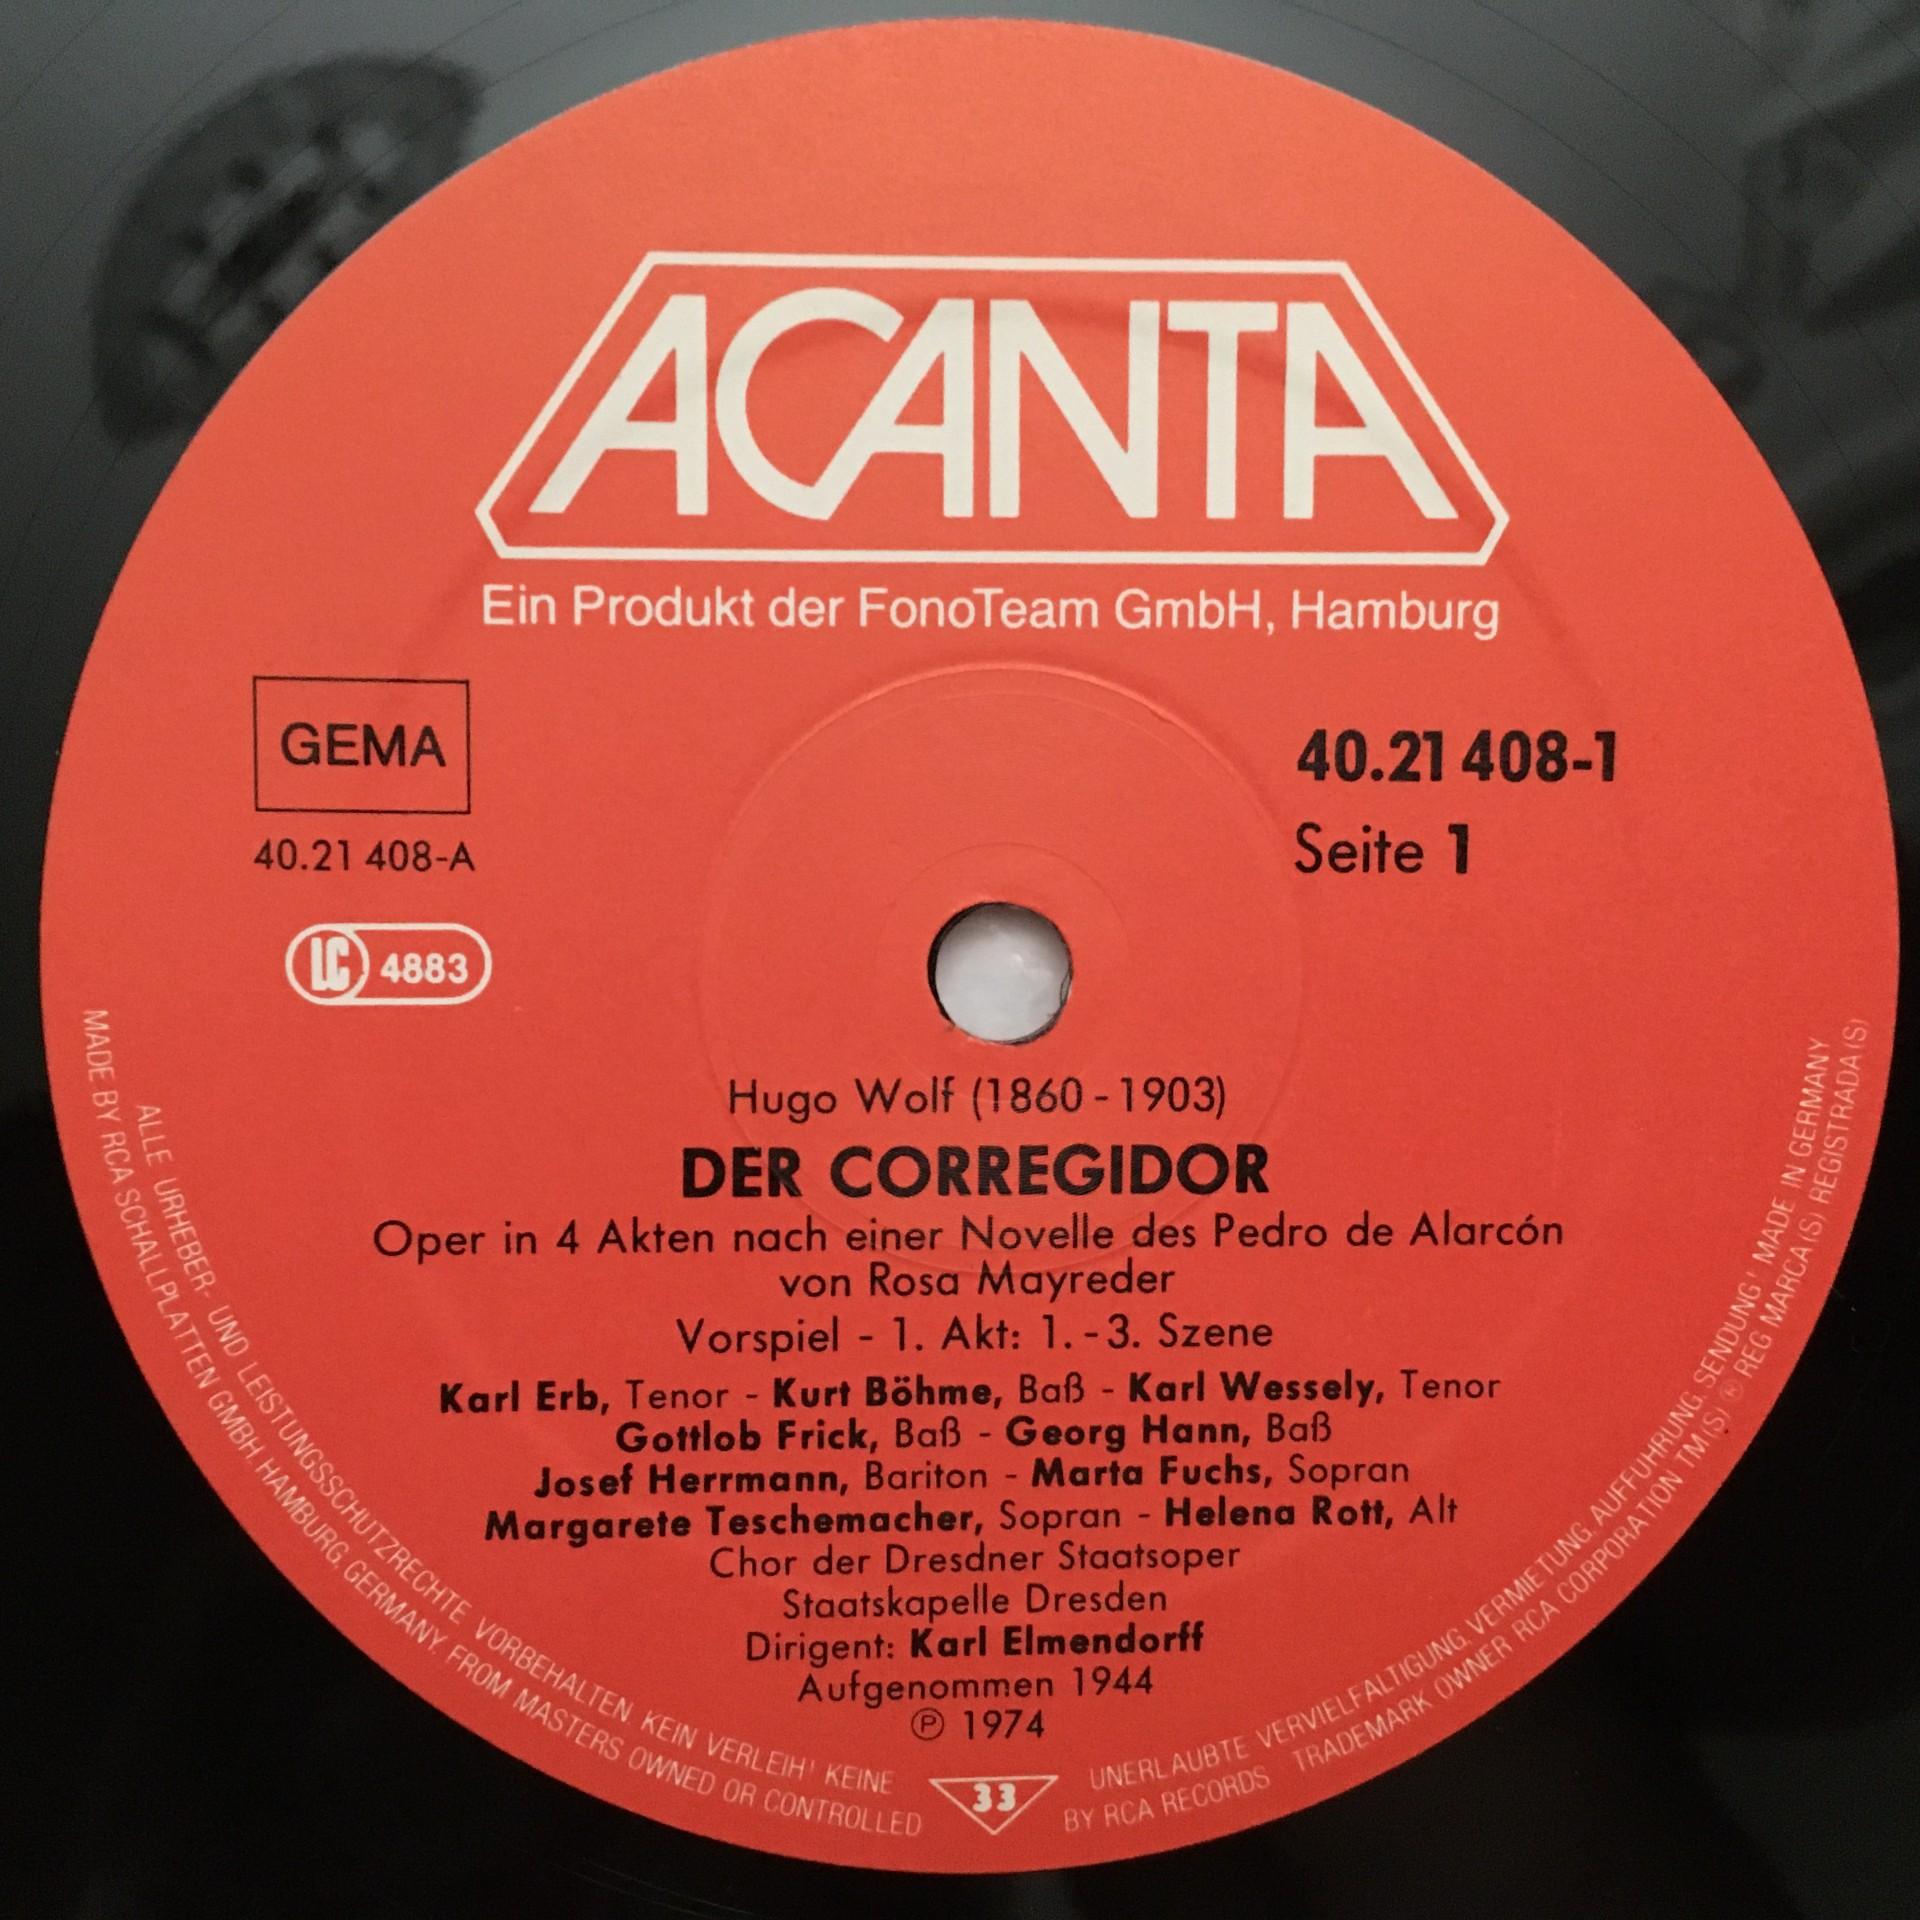 ACANTA
Ein Produkt der FonoTeam GmbH, Hamburg
GEMA
40.21 408-A
LC 4883
40.21 408-1
Seite 1
Hugo Wolf (1860 - 1903)
DER CORREGIDOR
Oper in 4 Akten nach einer Novelle des Pedro de Alarcón
von Rosa Mayreder
Vorspiel - 1. Akt: 1. - 3. Szene
Karl Erb, Tenor - Kurt Böhme, Baß - Karl Wessely, Tenor
Gottlob Frick, Baß - Georg Hann, Baß
Josef Herrmann, Bariton - Marta Fuchs, Sopran
Margarete Teschemacher, Sopran - Helena Rott, Alt
Chor der Dresdner Staatsoper
Staatskapelle Dresden
Dirigent: Karl Elmendorff
Aufgenommen 1944
℗ 1974
33
ALLE URHEBER- UND LEISTUNGSSCHUTZRECHTE VORBEHALTEN. KEIN VERLEIH! KEINE UNERLAUBTE VERVIELFALTIGUNG, VERMIETUNG, AUFFUHRUNG, SENDUNG! MADE IN GERMANY
MADE BY RCA SCHALLPLATTEN GMBH, HAMBURG, GERMANY. FROM MASTERS OWNED OR CONTROLLED BY RCA RECORDS TRADEMARK OWNER RCA CORPORATION TM(S) ® REG MARCA(S) REGISTRADA(S)